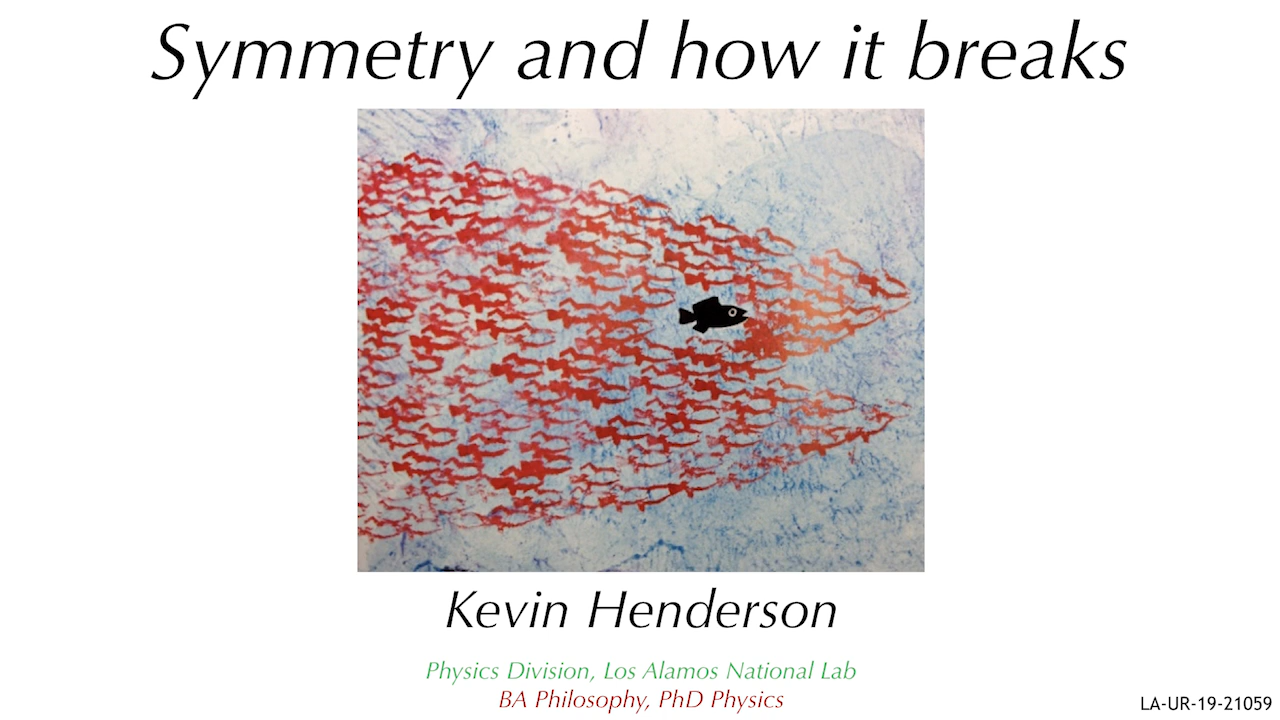 Symmetry and how it breaks
Kevin Henderson
Physics Division, Los Alamos National Lab
BA Philosophy, PhD Physics
LA-UR-19-21059